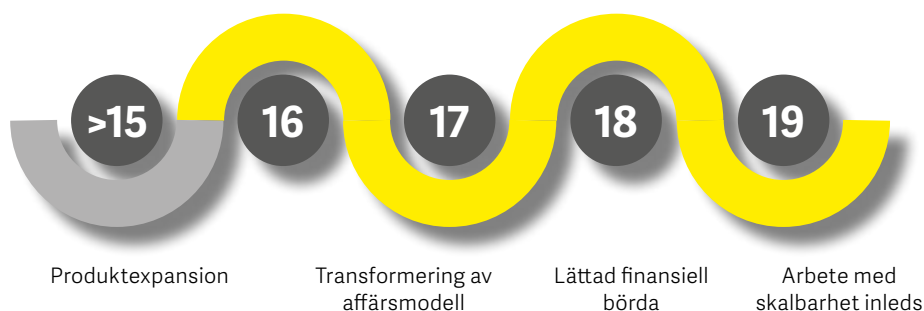 >15
16
17
18
19
Produktexpansion
Transformering av
affärsmodell
Lättad finansiell
börda
Arbete med
skalbarhet inleds